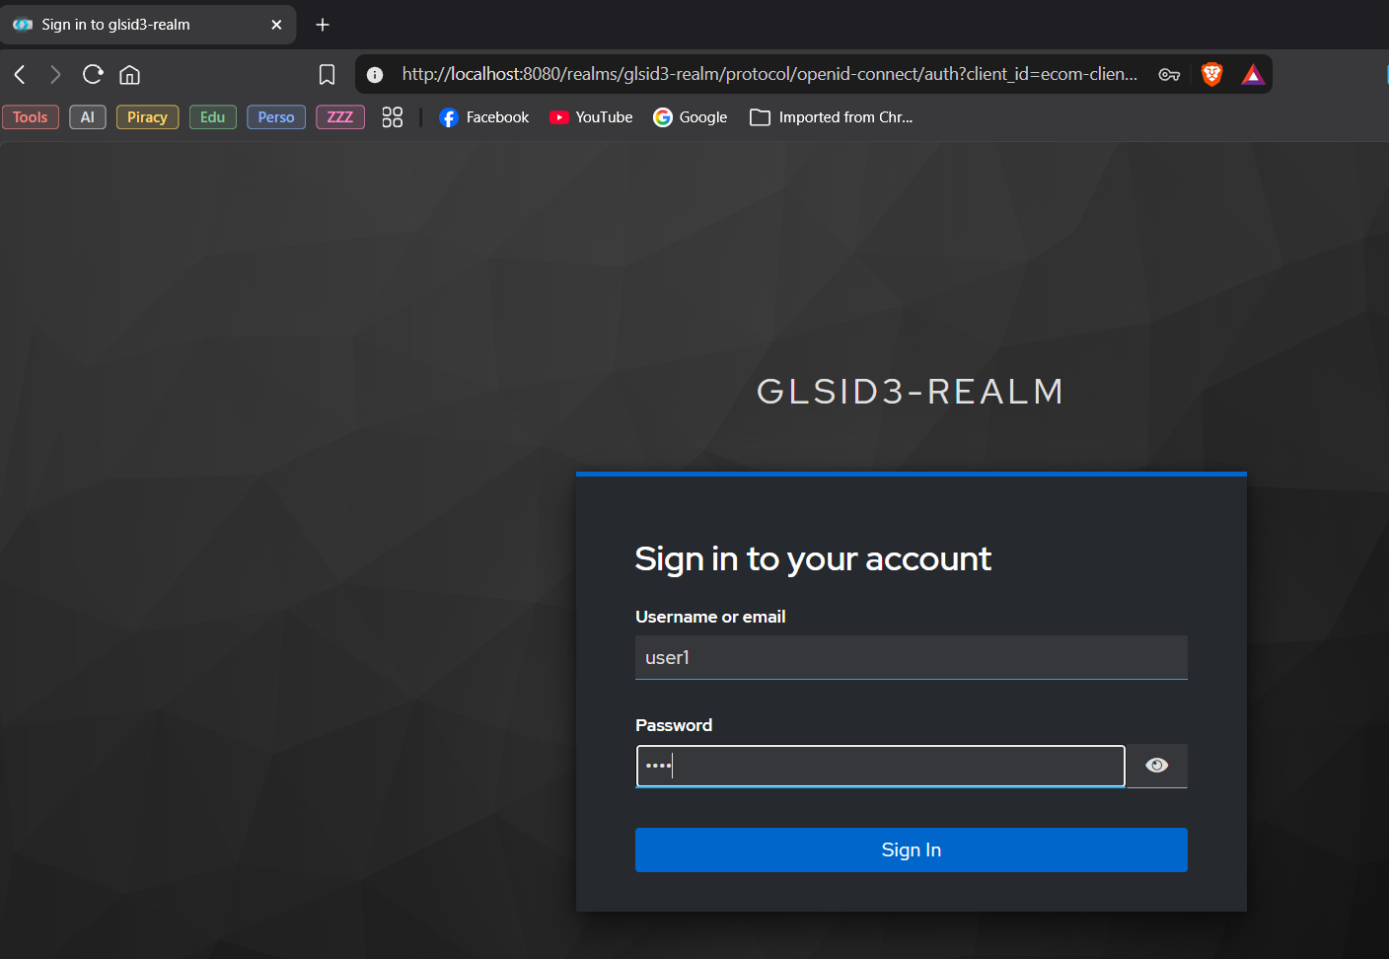 Sign in to glsid3-realm
http://localhost:8080/realms/glsid3-realm/protocol/openid-connect/auth?client_id=ecom-clien...
Tools AI Piracy Edu Perso ZZZ Facebook YouTube Google Imported from Chr...
GLSID3-REALM
Sign in to your account
Username or email
user1
Password
••••
Sign In